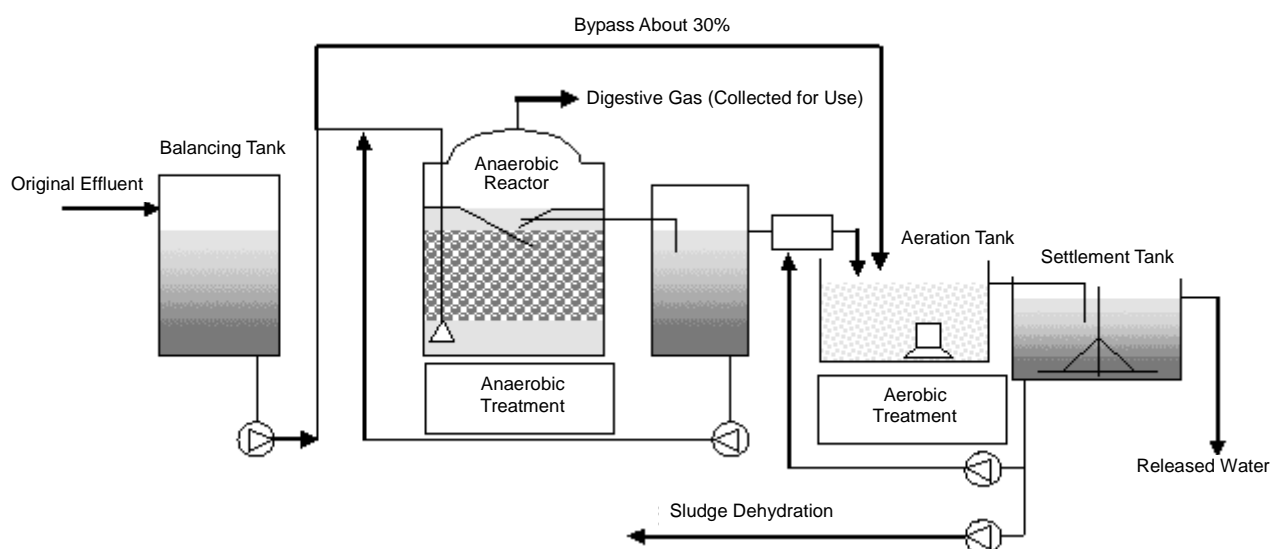 Bypass About 30%
Digestive Gas (Collected for Use)
Balancing Tank
Anaerobic
Reactor
Original Effluent
Aeration Tank
Settlement Tank
Anaerobic
Treatment
Aerobic
Treatment
Released Water
Sludge Dehydration